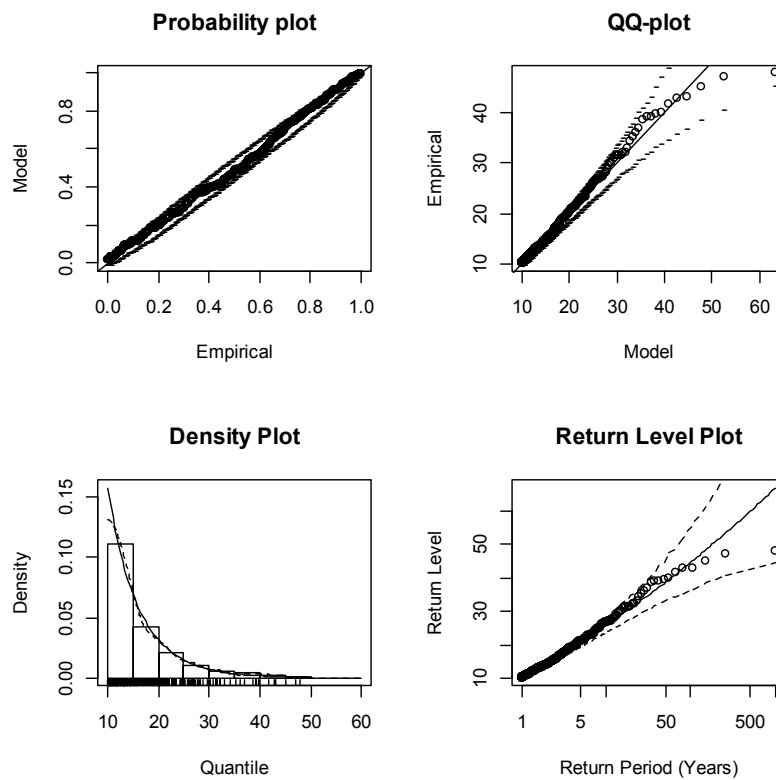 Probability plot
Model
0.0 0.4 0.8
0.0 0.2 0.4 0.6 0.8 1.0
Empirical
QQ-plot
Empirical
10 20 30 40
10 20 30 40 50 60
Model
Density Plot
Density
0.00 0.05 0.10 0.15
10 20 30 40 50 60
Quantile
Return Level Plot
Return Level
10 30 50
1 5 50 500
Return Period (Years)